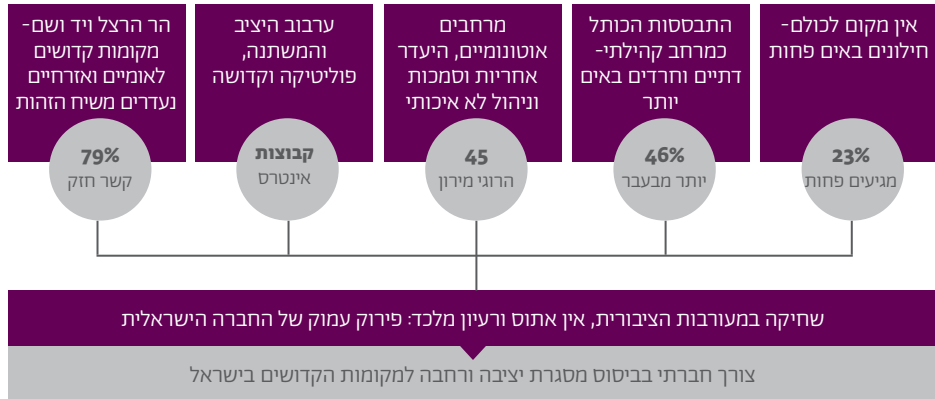 אין מקום לכולם-
חילונים באים פחות
23%
מגיעים פחות
התבססות הכותל
כמרחב קהילתי-
דתיים וחרדים באים
יותר
46%
יותר מבעבר
מרחבים
אוטונומיים, היעדר
אחריות וסמכות
וניהול לא איכותי
45
הרוגי מירון
ערבוב היציב
והמשתנה,
פוליטיקה וקדושה
קבוצות
אינטרס
הר הרצל ויד ושם-
מקומות קדושים
לאומיים ואזרחיים
נעדרים משיח הזהות
79%
קשר חזק
שחיקה במעורבות הציבורית, אין אתוס ורעיון מלכד: פירוק עמוק של החברה הישראלית
צורך חברתי בביסוס מסגרת יציבה ורחבה למקומות הקדושים בישראל